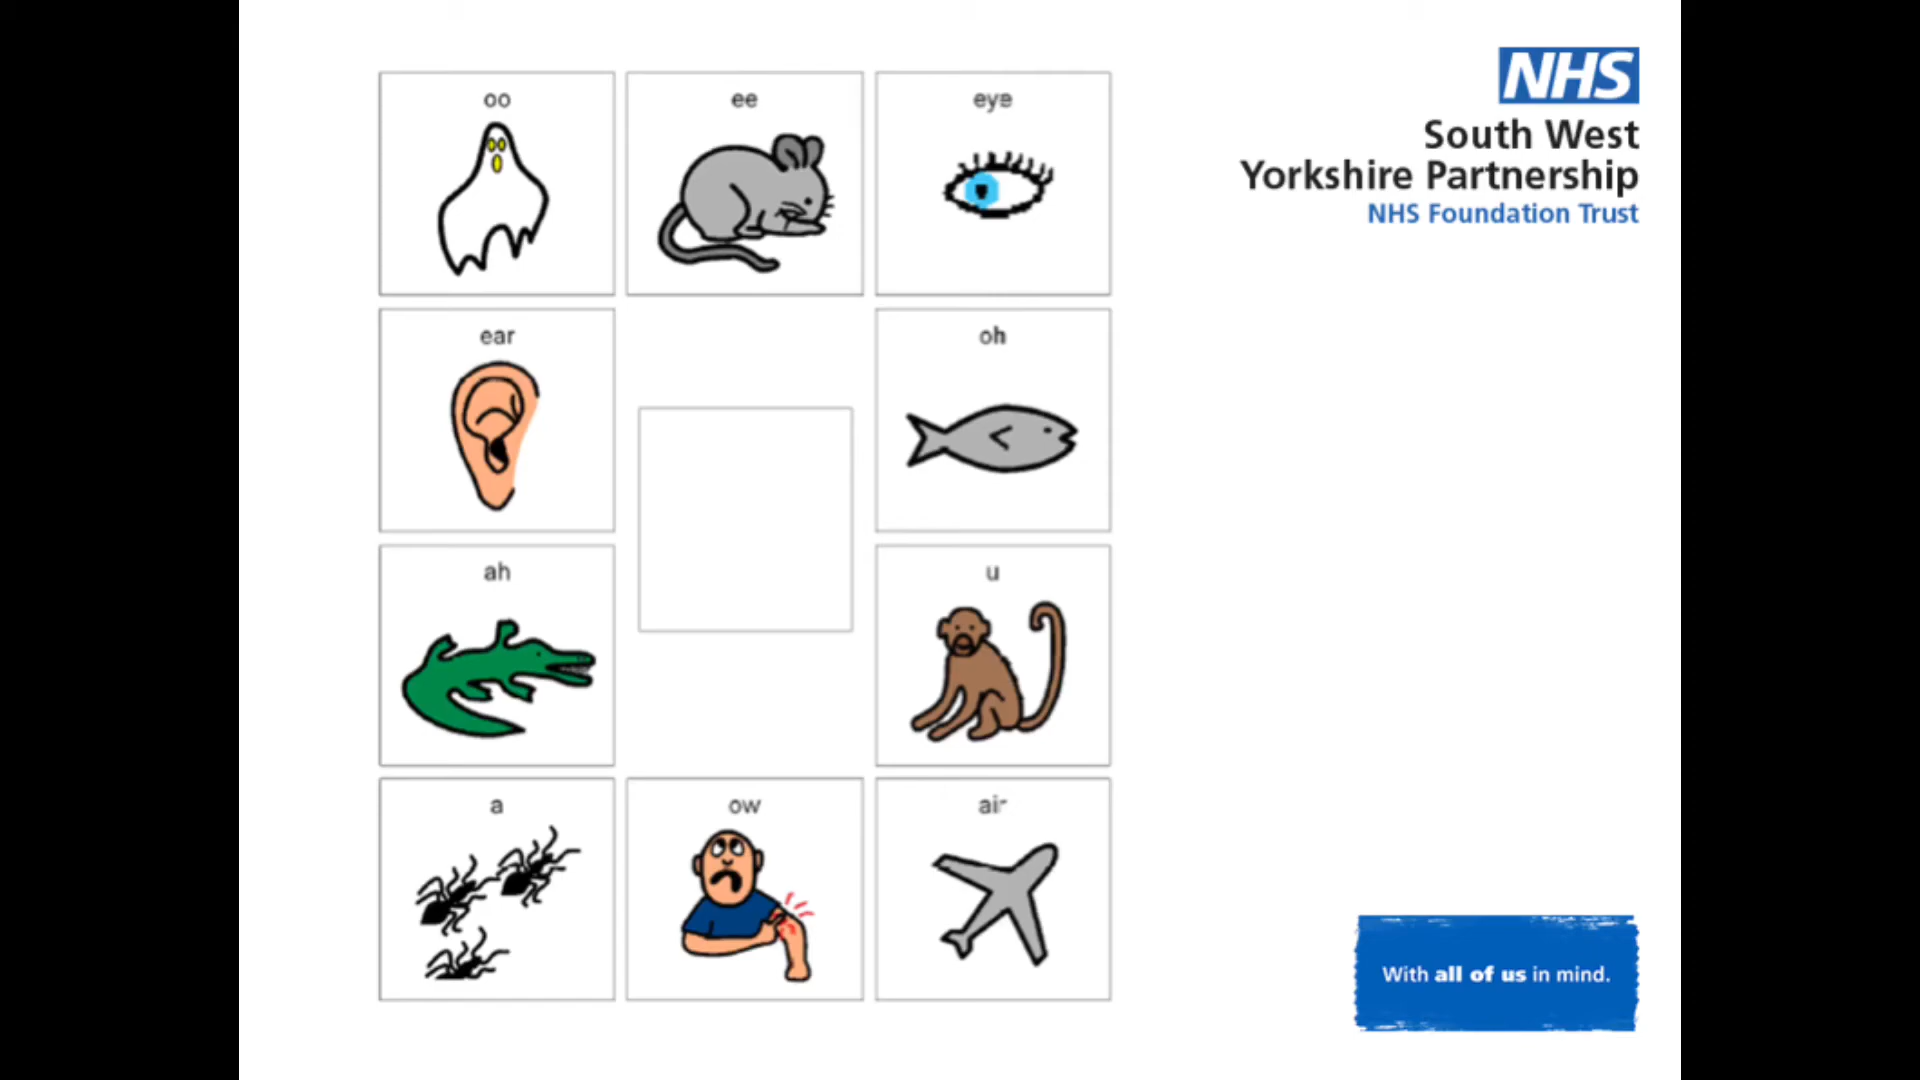 oo
ee
eye
NHS
South West
Yorkshire Partnership
NHS Foundation Trust
ear
oh
ah
u
a
ow
air
With all of us in mind.